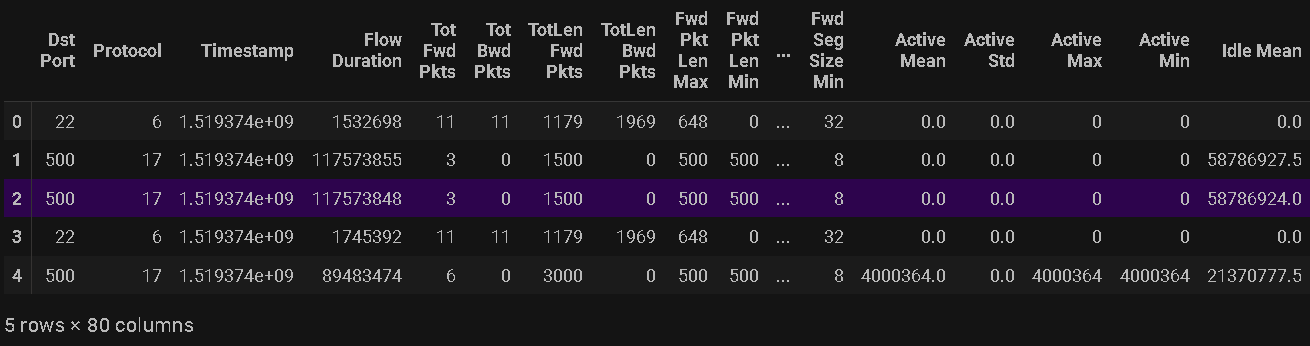 Dst Port Protocol Timestamp Flow Duration Tot Fwd Pkts Tot Bwd Pkts TotLen Fwd Pkts TotLen Bwd Pkts Fwd Pkt Len Max Fwd Pkt Len Min ... Fwd Seg Size Min Active Mean Active Std Active Max Active Min Idle Mean
0 22 6 1.519374e+09 1532698 11 11 1179 1969 648 0 ... 32 0.0 0.0 0 0 0.0
1 500 17 1.519374e+09 117573855 3 0 1500 0 500 500 ... 8 0.0 0.0 0 0 58786927.5
2 500 17 1.519374e+09 117573848 3 0 1500 0 500 500 ... 8 0.0 0.0 0 0 58786924.0
3 22 6 1.519374e+09 1745392 11 11 1179 1969 648 0 ... 32 0.0 0.0 0 0 0.0
4 500 17 1.519374e+09 89483474 6 0 3000 0 500 500 ... 8 4000364.0 0.0 4000364 4000364 21370777.5
5 rows × 80 columns